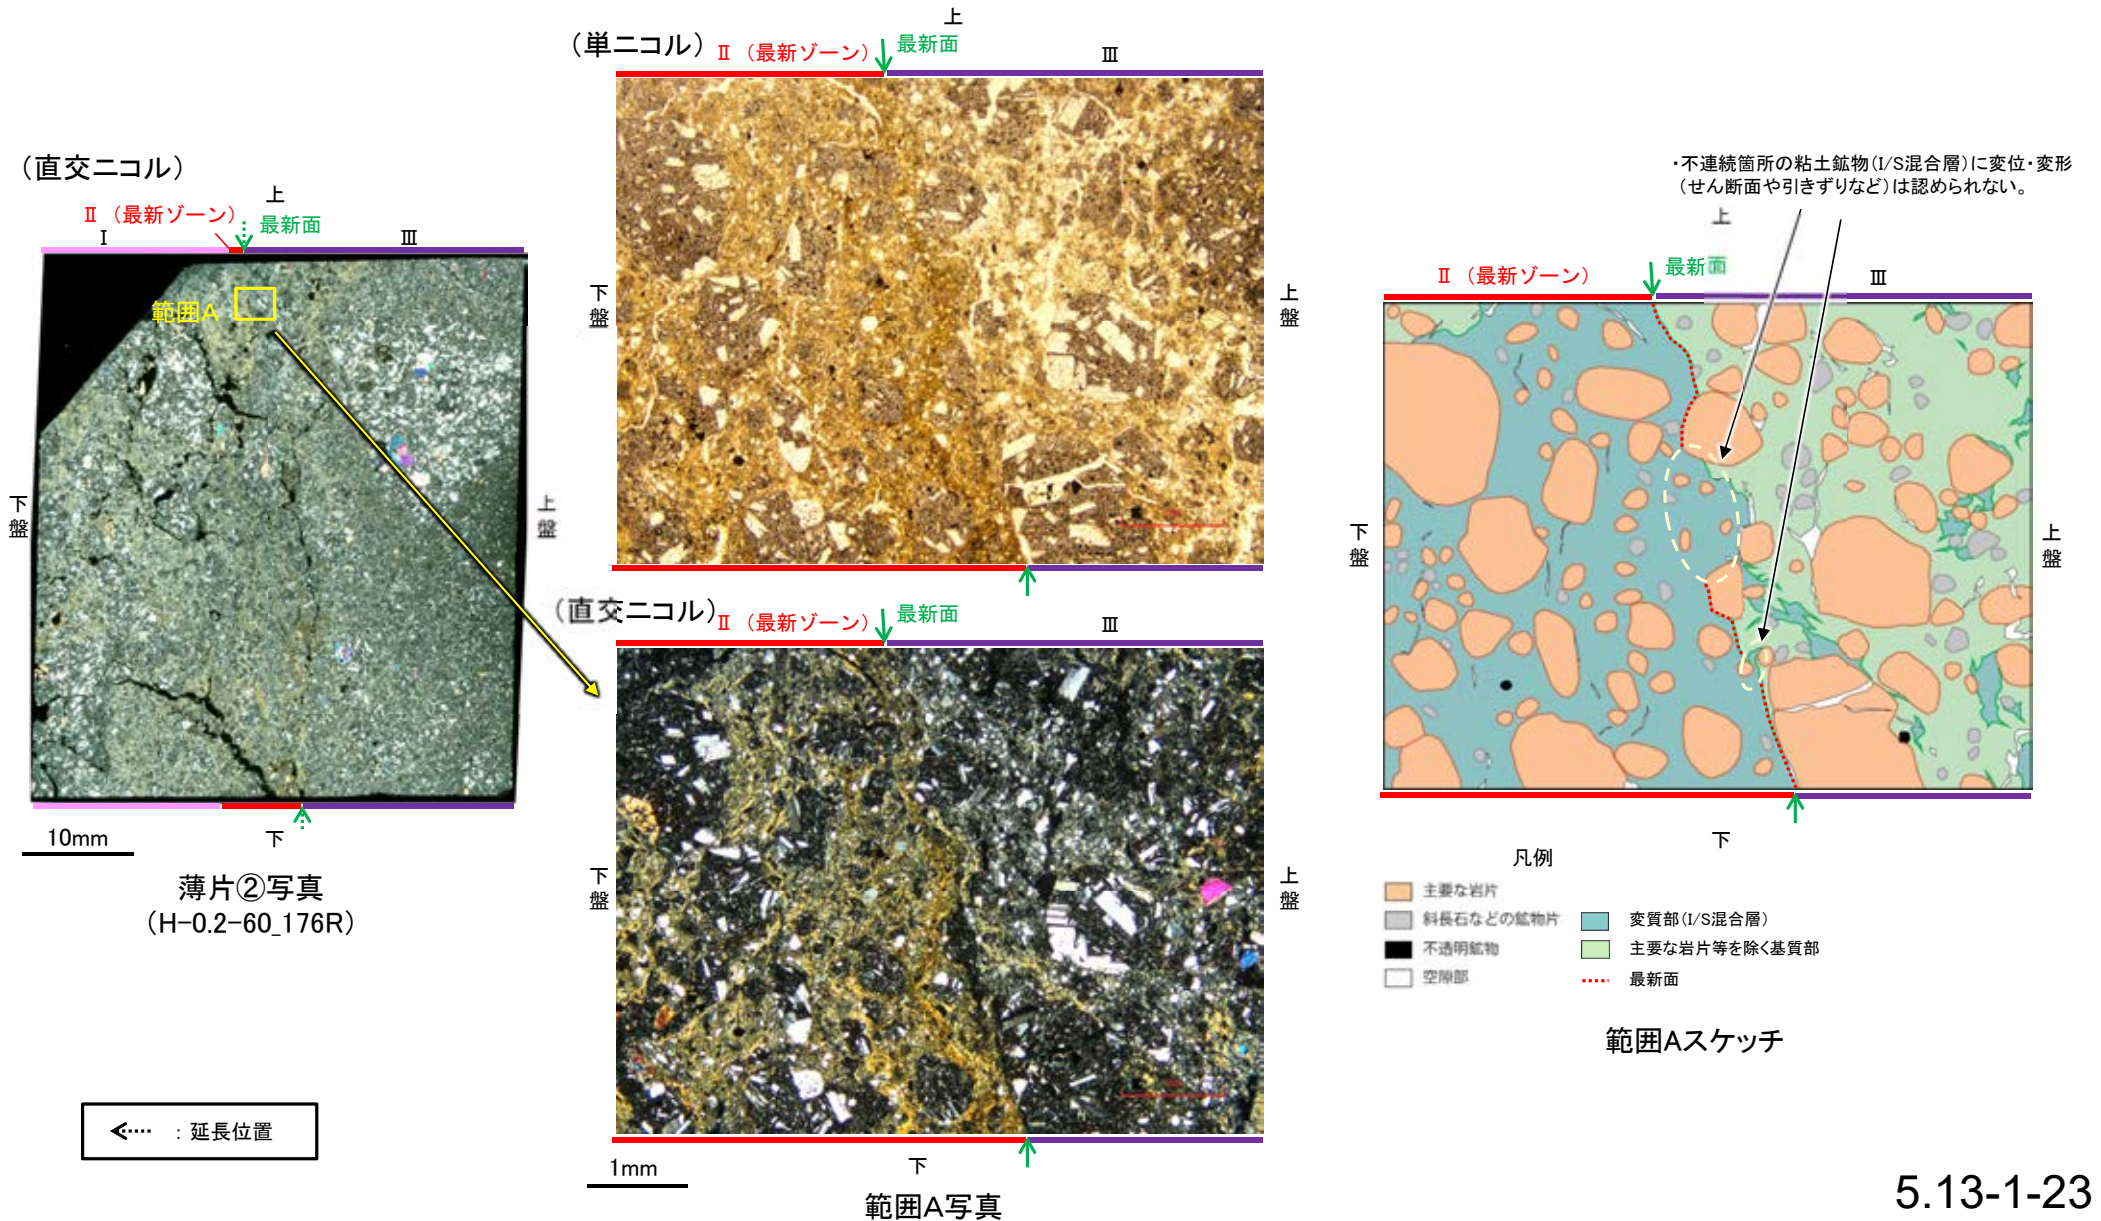 (直交ニコル)
上
Ⅱ (最新ゾーン)
最新面
Ⅰ
Ⅲ
範囲A
下盤
上盤
10mm
下
薄片②写真
(H-0.2-60_176R)
←····· :延長位置
(単ニコル)
上
Ⅱ (最新ゾーン)
最新面
Ⅲ
下盤
上盤
(直交ニコル)
Ⅱ (最新ゾーン)
最新面
Ⅲ
下盤
上盤
1mm
下
範囲A写真
・不連続箇所の粘土鉱物(I/S混合層)に変位・変形
(せん断面や引きずりなど)は認められない。
上
Ⅱ (最新ゾーン)
最新面
Ⅲ
下盤
上盤
下
凡例
主要な岩片
斜長石などの鉱物片
不透明鉱物
空隙部
変質部(I/S混合層)
主要な岩片等を除く基質部
最新面
範囲Aスケッチ
5.13-1-23